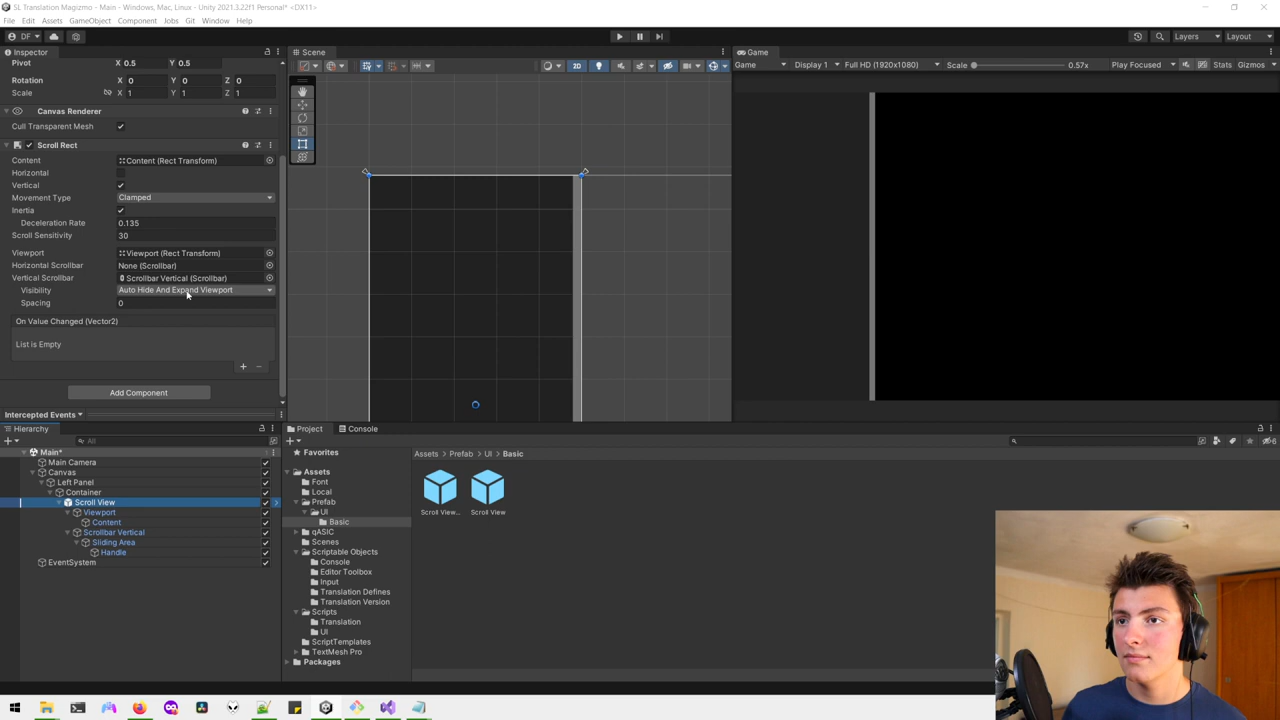 SL Translation Magizmo - Main - Windows, Mac, Linux - Unity 2021.3.22f1 Personal* <DX11>
File Edit Assets GameObject Component Jobs Git Window Help
DF
Layers
Layout
Inspector
Pivot X 0.5 Y 0.5
Rotation X 0 Y 0 Z 0
Scale X 1 Y 1 Z 1
Canvas Renderer
Cull Transparent Mesh
Scroll Rect
Content Content (Rect Transform)
Horizontal
Vertical
Movement Type Clamped
Inertia
Deceleration Rate 0.135
Scroll Sensitivity 30
Viewport Viewport (Rect Transform)
Horizontal Scrollbar None (Scrollbar)
Vertical Scrollbar Scrollbar Vertical (Scrollbar)
Visibility Auto Hide And Expand Viewport
Spacing 0
On Value Changed (Vector2)
List is Empty
Add Component
Intercepted Events
Scene
2D
Game
Game Display 1 Full HD (1920x1080) Scale 0.57x Play Focused Stats Gizmos
Hierarchy
All
Main*
Main Camera
Canvas
Left Panel
Container
Scroll View
Viewport
Content
Scrollbar Vertical
Sliding Area
Handle
EventSystem
Project Console
6
Favorites
Assets
Font
Local
Prefab
UI
Basic
qASIC
Scenes
Scriptable Objects
Console
Editor Toolbox
Input
Translation Defines
Translation Version
Scripts
Translation
UI
ScriptTemplates
TextMesh Pro
Packages
Assets > Prefab > UI > Basic
Scroll View...
Scroll View